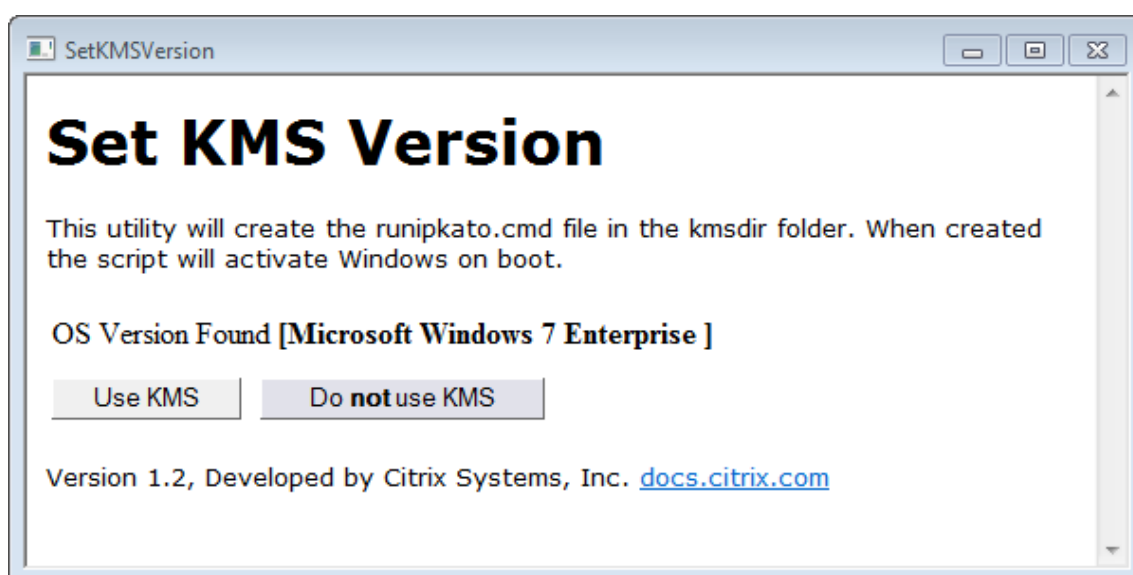 SetKMSVersion
Set KMS Version
This utility will create the runipkato.cmd file in the kmsdir folder. When created
the script will activate Windows on boot.
OS Version Found [Microsoft Windows 7 Enterprise ]
Use KMS Do not use KMS
Version 1.2, Developed by Citrix Systems, Inc. docs.citrix.com